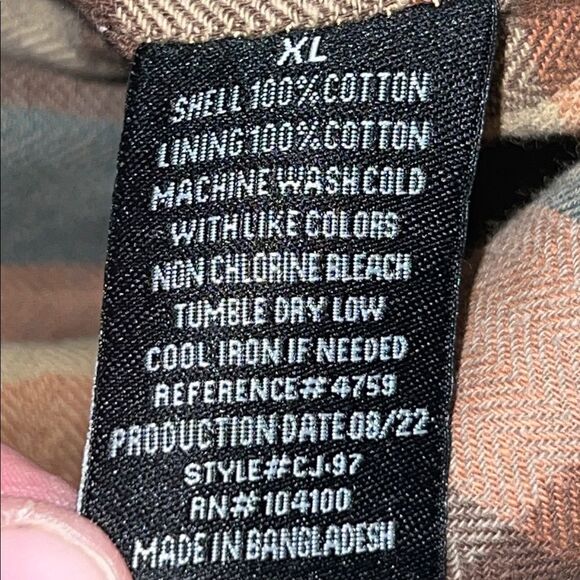 XL
SHELL 100% COTTON
LINING 100% COTTON
MACHINE WASH COLD
WITH LIKE COLORS
NON CHLORINE BLEACH
TUMBLE DRY LOW
COOL IRON IF NEEDED
REFERENCE# 4759
PRODUCTION DATE 08/22
STYLE# CJ-97
RN# 104100
MADE IN BANGLADESH